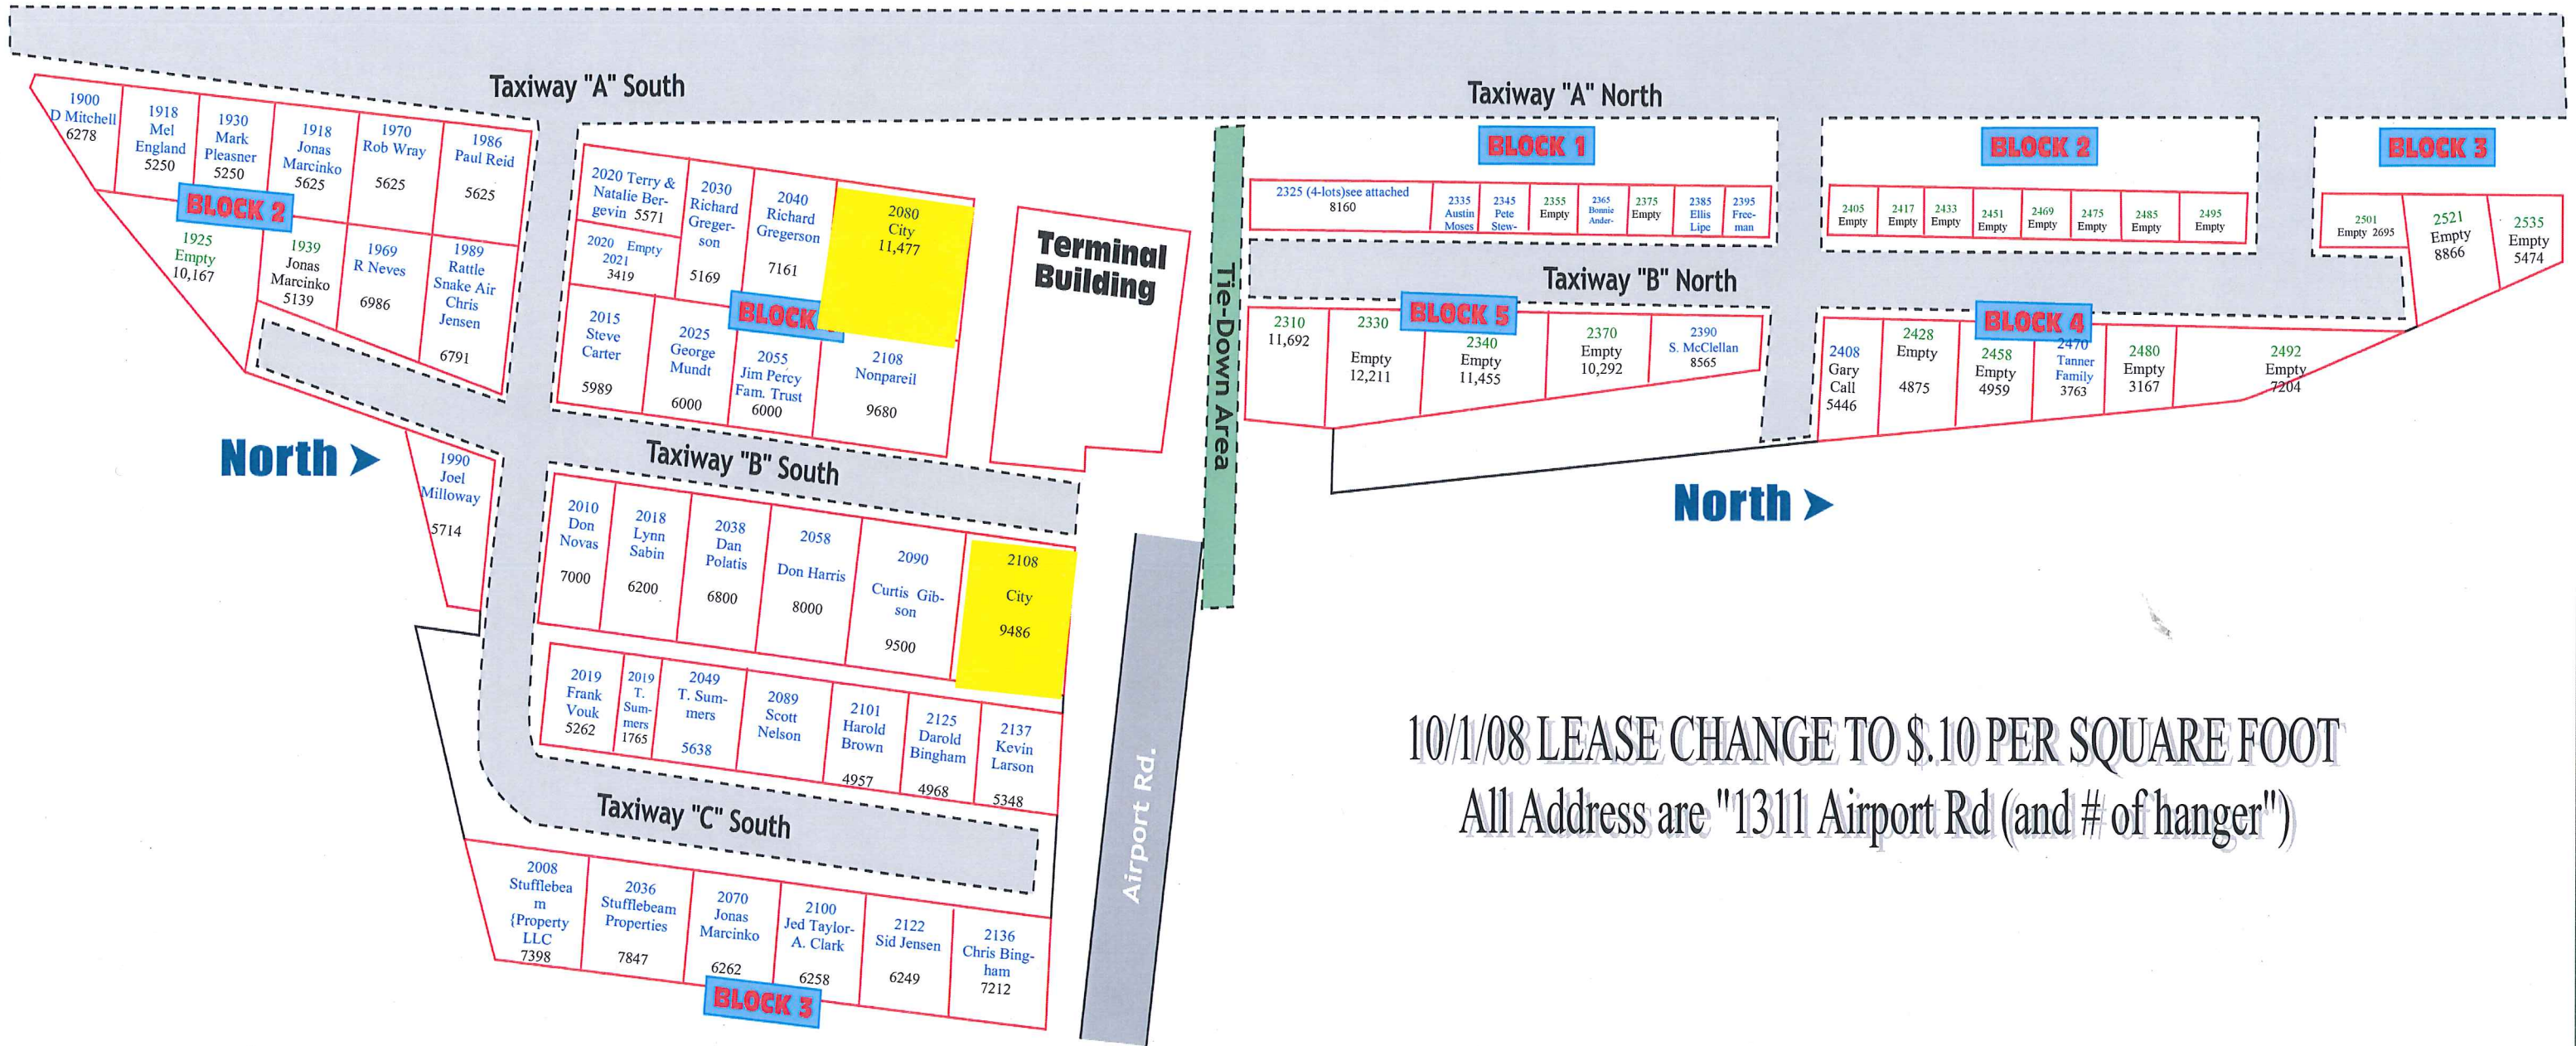 Taxiway "A" South
Taxiway "A" North
1900
D Mitchell
6278
1918
Mel
England
5250
1930
Mark
Pleasner
5250
1918
Jonas
Marcinko
5625
1970
Rob Wray
5625
1986
Paul Reid
5625
BLOCK 2
1925
Empty
10,167
1939
Jonas
Marcinko
5139
1969
R Neves
6986
1989
Rattle
Snake Air
Chris
Jensen
6791
2020 Terry &
Natalie Ber-
gevin 5571
2020 Empty
2021
3419
2030
Richard
Greger-
son
5169
2040
Richard
Gregerson
7161
2080
City
11,477
BLOCK
2015
Steve
Carter
5989
2025
George
Mundt
6000
2055
Jim Percy
Fam. Trust
6000
2108
Nonpareil
9680
Terminal
Building
Tie-Down Area
BLOCK 1
2325 (4-lots)see attached
8160
2335
Austin
Moses
2345
Pete
Stew-
2355
Empty
2365
Bonnie
Ander-
2375
Empty
2385
Ellis
Lipe
2395
Free-
man
BLOCK 2
2405
Empty
2417
Empty
2433
Empty
2451
Empty
2469
Empty
2475
Empty
2485
Empty
2495
Empty
BLOCK 3
2501
Empty 2695
2521
Empty
8866
2535
Empty
5474
Taxiway "B" North
BLOCK 5
2310
11,692
2330
Empty
12,211
2340
Empty
11,455
2370
Empty
10,292
2390
S. McClellan
8565
BLOCK 4
2408
Gary
Call
5446
2428
Empty
4875
2458
Empty
4959
2470
Tanner
Family
3763
2480
Empty
3167
2492
Empty
7204
North
North
1990
Joel
Milloway
5714
Taxiway "B" South
2010
Don
Novas
7000
2018
Lynn
Sabin
6200
2038
Dan
Polatis
6800
2058
Don Harris
8000
2090
Curtis Gib-
son
9500
2108
City
9486
2019
Frank
Vouk
5262
2019
T.
Sum-
mers
1765
2049
T. Sum-
mers
5638
2089
Scott
Nelson
2101
Harold
Brown
4957
2125
Darold
Bingham
4968
2137
Kevin
Larson
5348
Taxiway "C" South
Airport Rd.
2008
Stufflebea
m
{Property
LLC
7398
2036
Stufflebeam
Properties
7847
2070
Jonas
Marcinko
6262
2100
Jed Taylor-
A. Clark
6258
2122
Sid Jensen
6249
2136
Chris Bing-
ham
7212
BLOCK 3
10/1/08 LEASE CHANGE TO $.10 PER SQUARE FOOT
All Address are "1311 Airport Rd (and # of hanger")